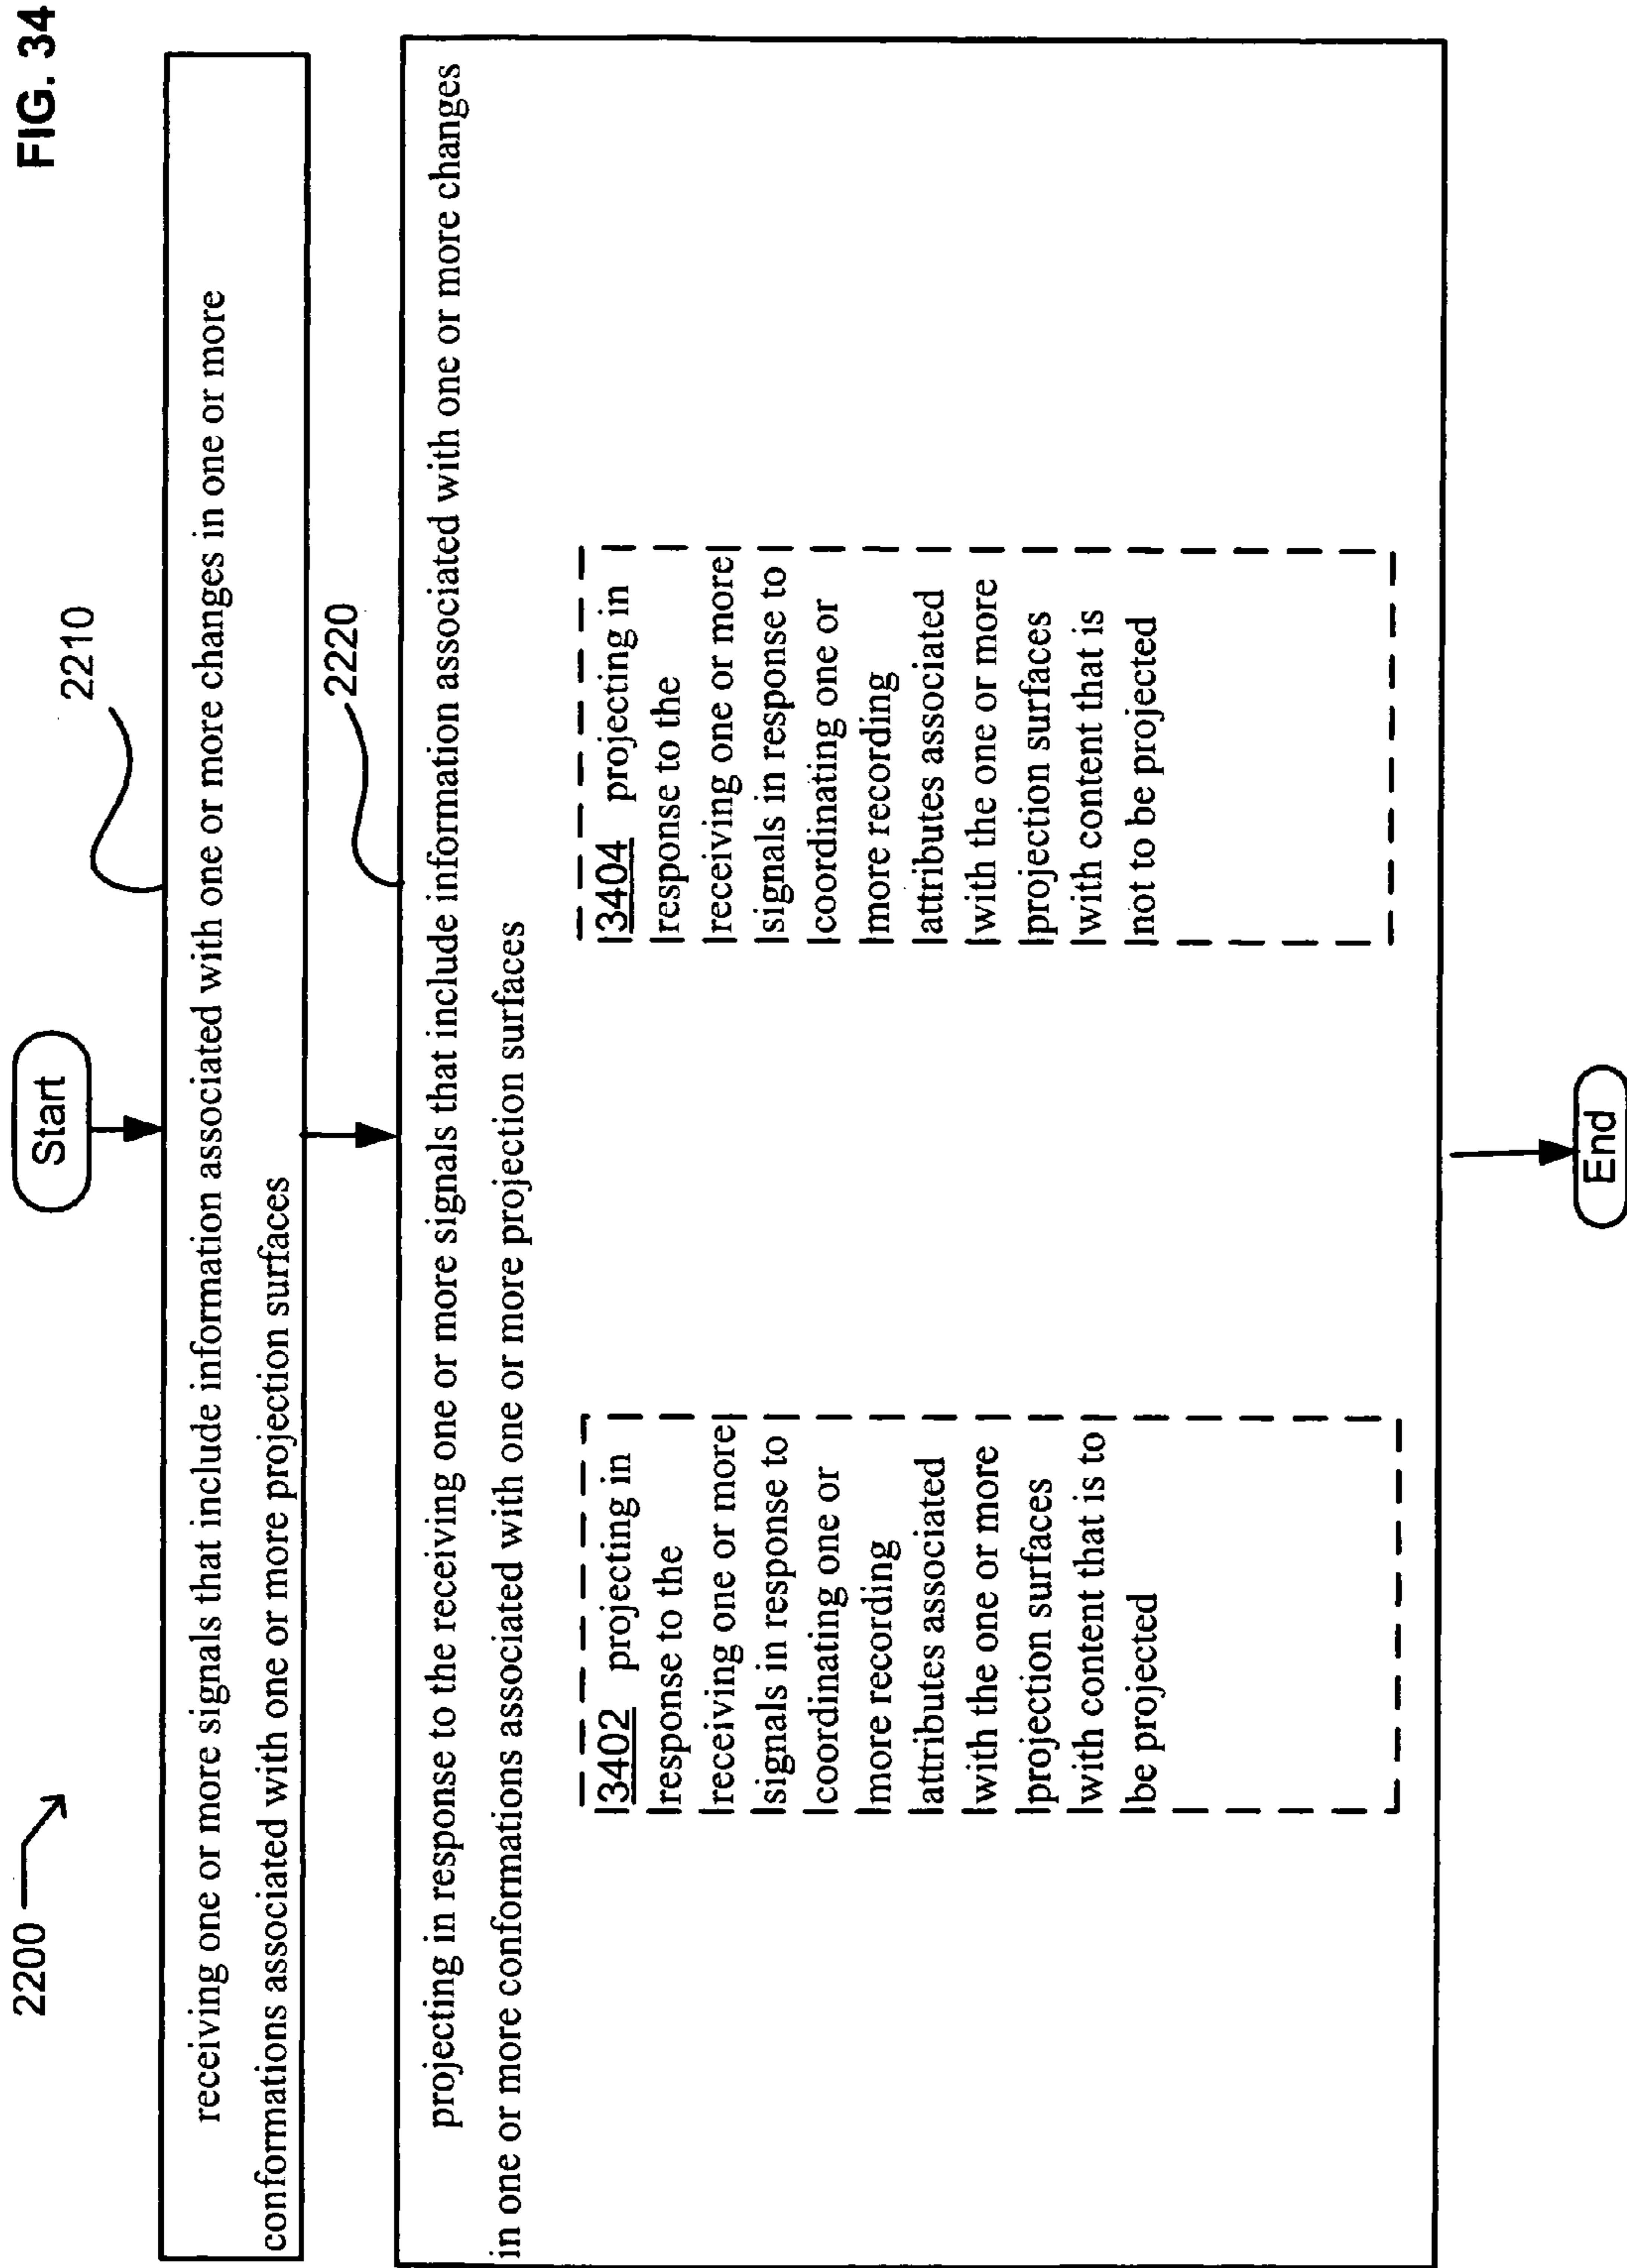 FIG. 34
2200
Start
2210
receiving one or more signals that include information associated with one or more changes in one or more
conformations associated with one or more projection surfaces
2220
projecting in response to the receiving one or more signals that include information associated with one or more changes
in one or more conformations associated with one or more projection surfaces
3402 projecting in
response to the
receiving one or more
signals in response to
coordinating one or
more recording
attributes associated
with the one or more
projection surfaces
with content that is to
be projected
3404 projecting in
response to the
receiving one or more
signals in response to
coordinating one or
more recording
attributes associated
with the one or more
projection surfaces
with content that is
not to be projected
End